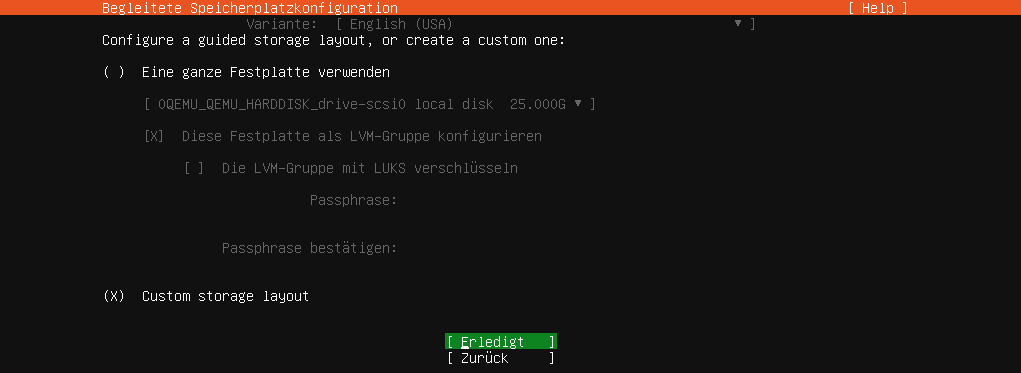 Begleitete Speicherplatzkonfiguration [ Help ]
Variante: [ English (USA) ▾ ]
Configure a guided storage layout, or create a custom one:
( ) Eine ganze Festplatte verwenden
[ 0QEMU_QEMU_HARDDISK_drive-scsi0 local disk 25.000G ▾ ]
[X] Diese Festplatte als LVM-Gruppe konfigurieren
[ ] Die LVM-Gruppe mit LUKS verschlüsseln
Passphrase:
Passphrase bestätigen:
(X) Custom storage layout
[ Erledigt ]
[ Zurück ]